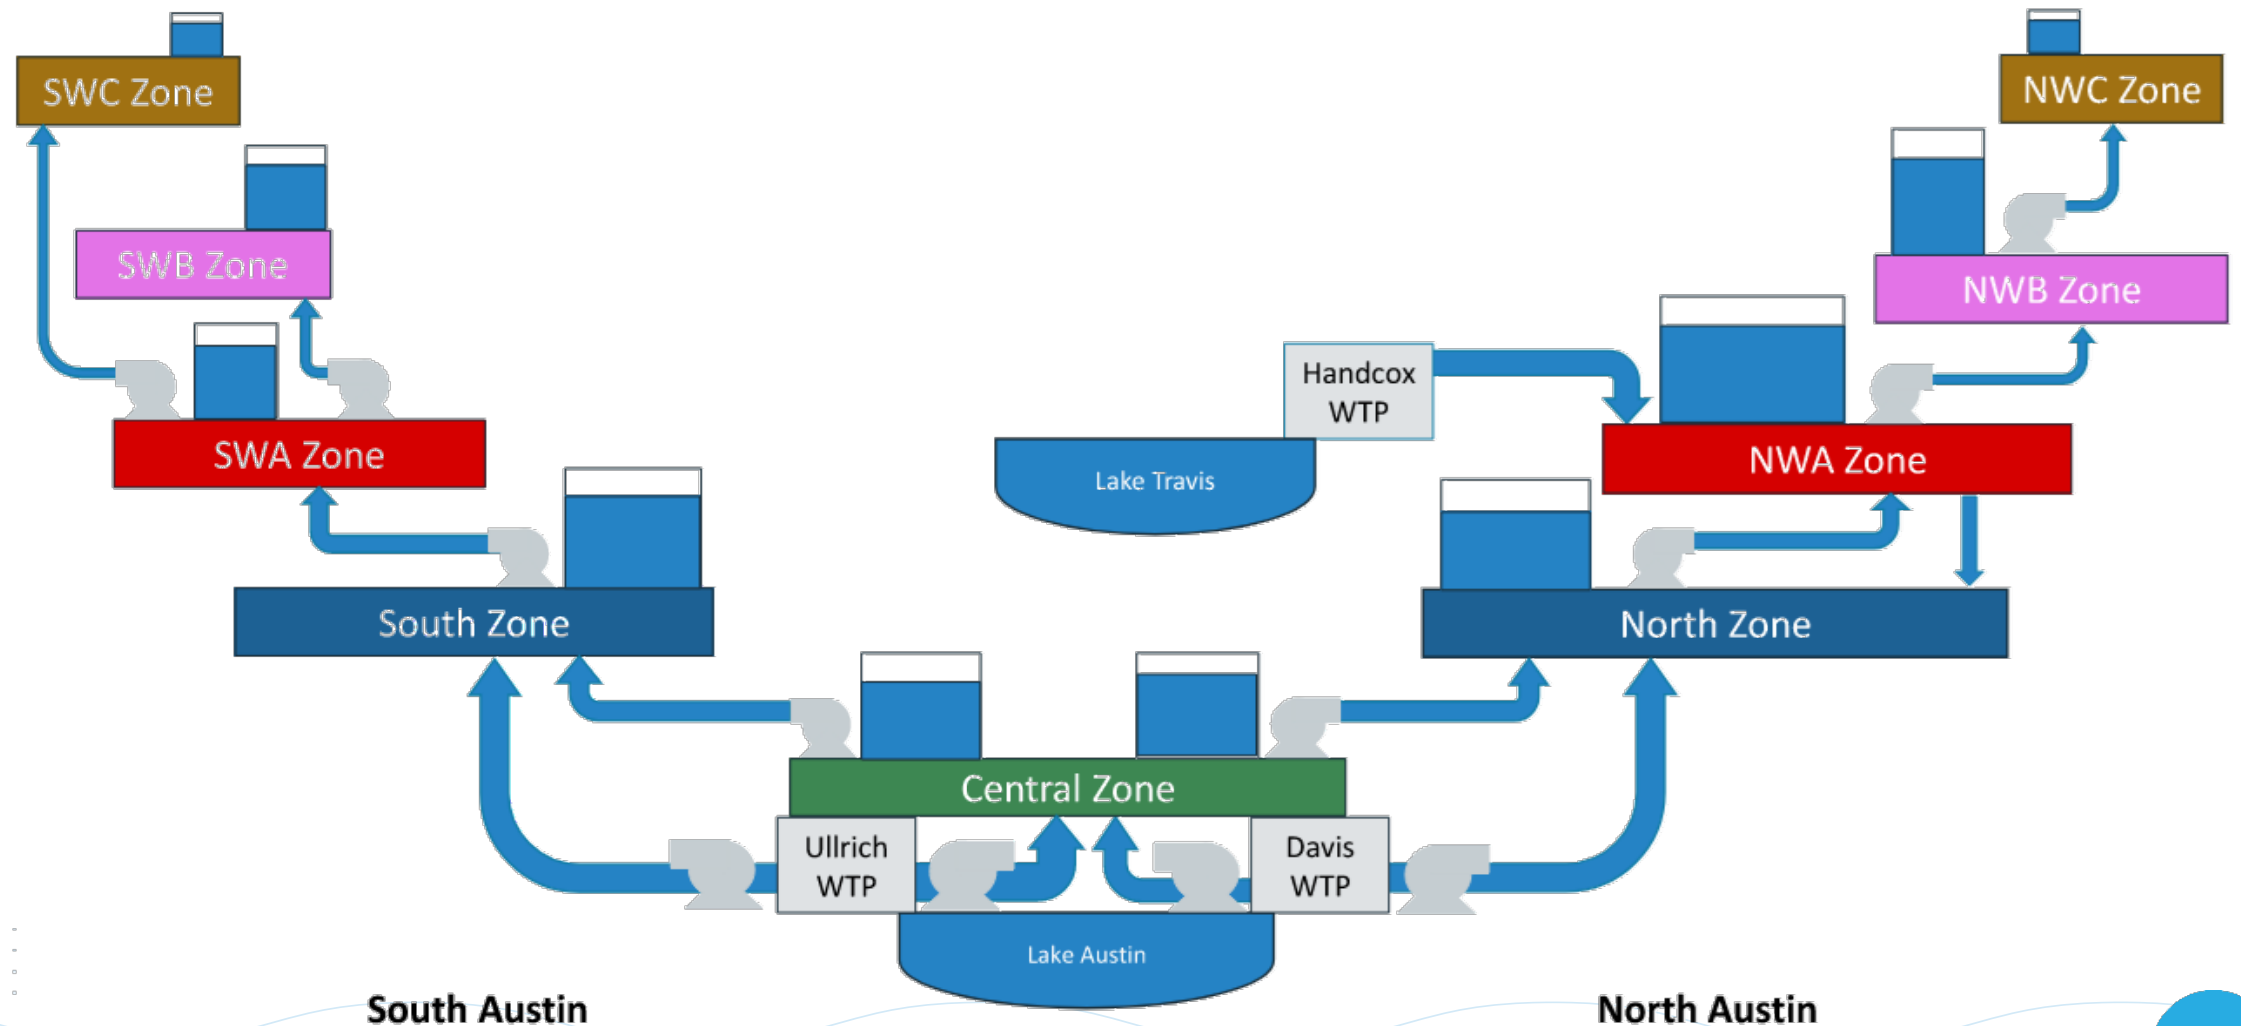 SWC Zone
NWC Zone
SWB Zone
NWB Zone
Handcox
WTP
SWA Zone
NWA Zone
Lake Travis
South Zone
North Zone
Central Zone
Ullrich
WTP
Davis
WTP
Lake Austin
South Austin
North Austin